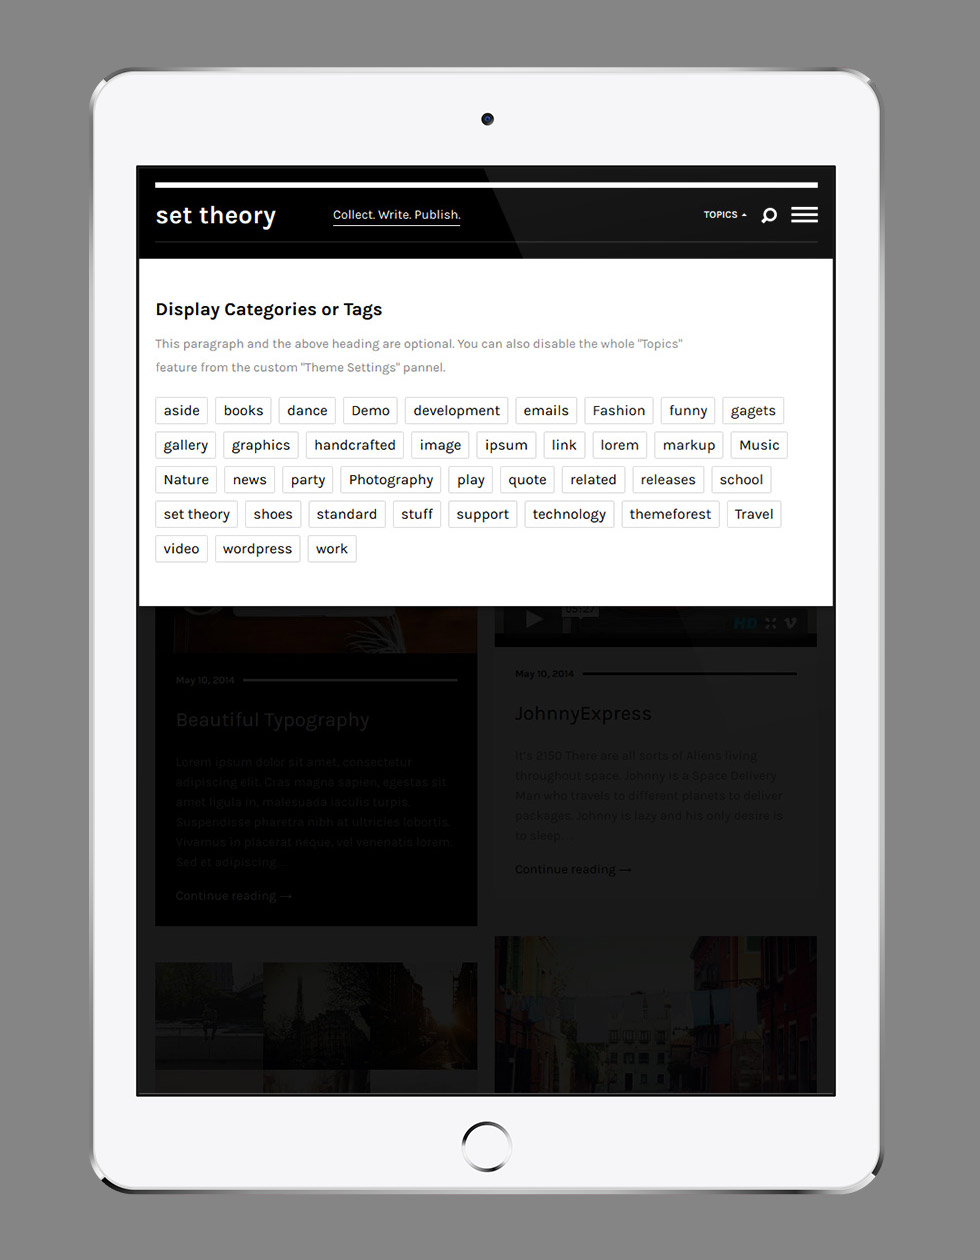 set theory
Collect. Write. Publish.
TOPICS
Display Categories or Tags
This paragraph and the above heading are optional. You can also disable the whole "Topics"
feature from the custom "Theme Settings" pannel.
aside books dance Demo development emails Fashion funny gagets
gallery graphics handcrafted image ipsum link lorem markup Music
Nature news party Photography play quote related releases school
set theory shoes standard stuff support technology themeforest Travel
video wordpress work
HD
May 10, 2014
Beautiful Typography
Lorem ipsum dolor sit amet, consectetur
adipiscing elit. Cras magna sapien, egestas sit
amet ligula in, malesuada iaculis turpis.
Suspendisse pharetra nibh at ultricies lobortis.
Vivamus in placerat neque, vel venenatis lorem.
Sed et adipiscing...
Continue reading →
May 10, 2014
JohnnyExpress
It's 2150 There are all sorts of Aliens living
throughout space. Johnny is a Space Delivery
Man who travels to different planets to deliver
packages. Johnny is lazy and his only desire is
to sleep...
Continue reading →